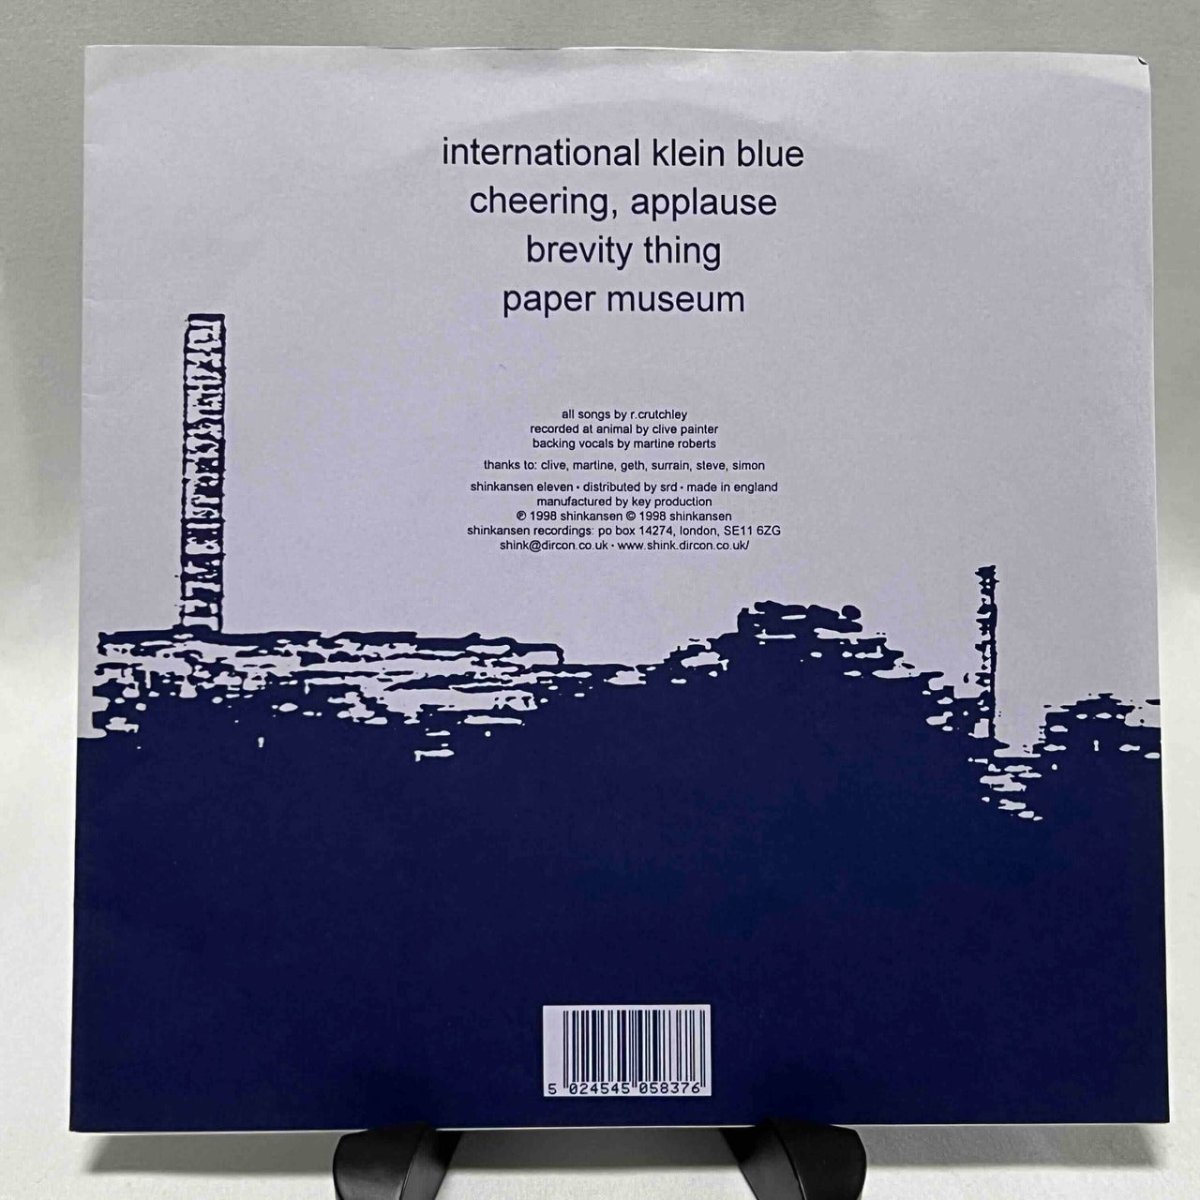 international klein blue
cheering, applause
brevity thing
paper museum
all songs by r.crutchley
recorded at animal by clive painter
backing vocals by martine roberts
thanks to: clive, martine, geth, surrain, steve, simon
shinkansen eleven • distributed by srd • made in england
manufactured by key production
℗ 1998 shinkansen © 1998 shinkansen
shinkansen recordings: po box 14274, london, SE11 6ZG
shink@dircon.co.uk • www.shink.dircon.co.uk/
5 024545 058376